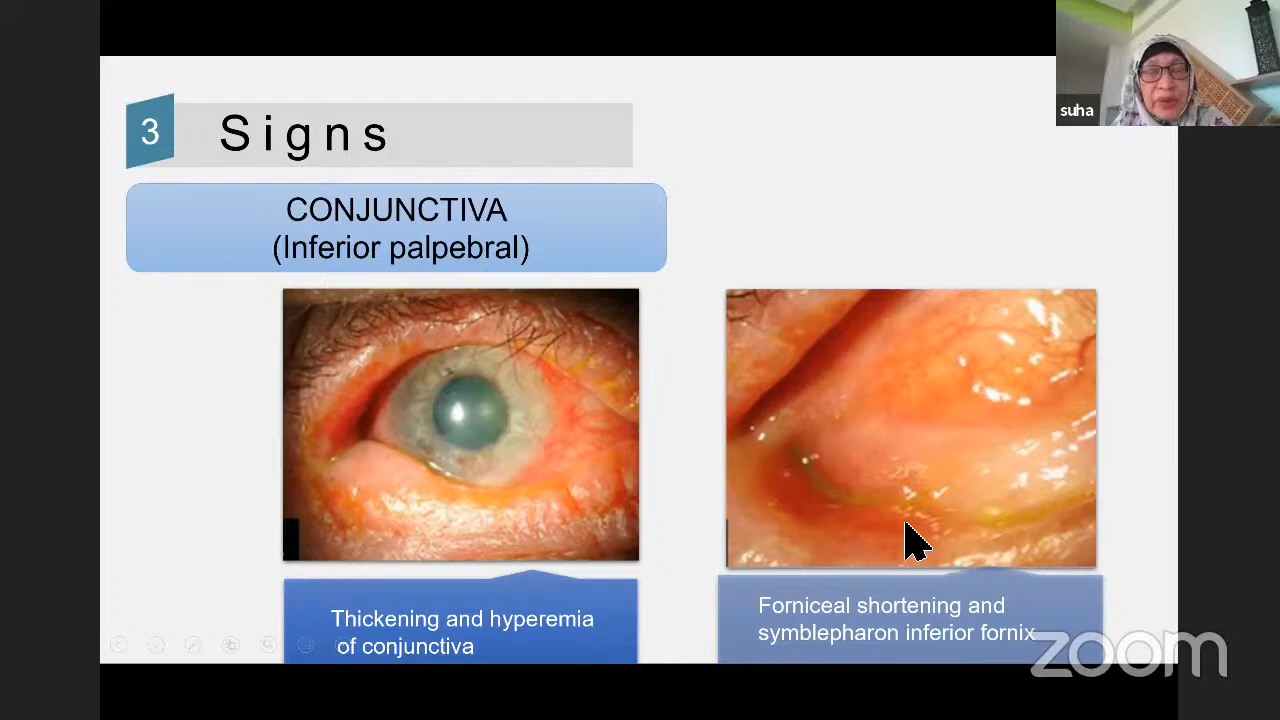 3
Signs
CONJUNCTIVA
(Inferior palpebral)
suha
Thickening and hyperemia
of conjunctiva
Forniceal shortening and
symblepharon inferior fornix
zoom